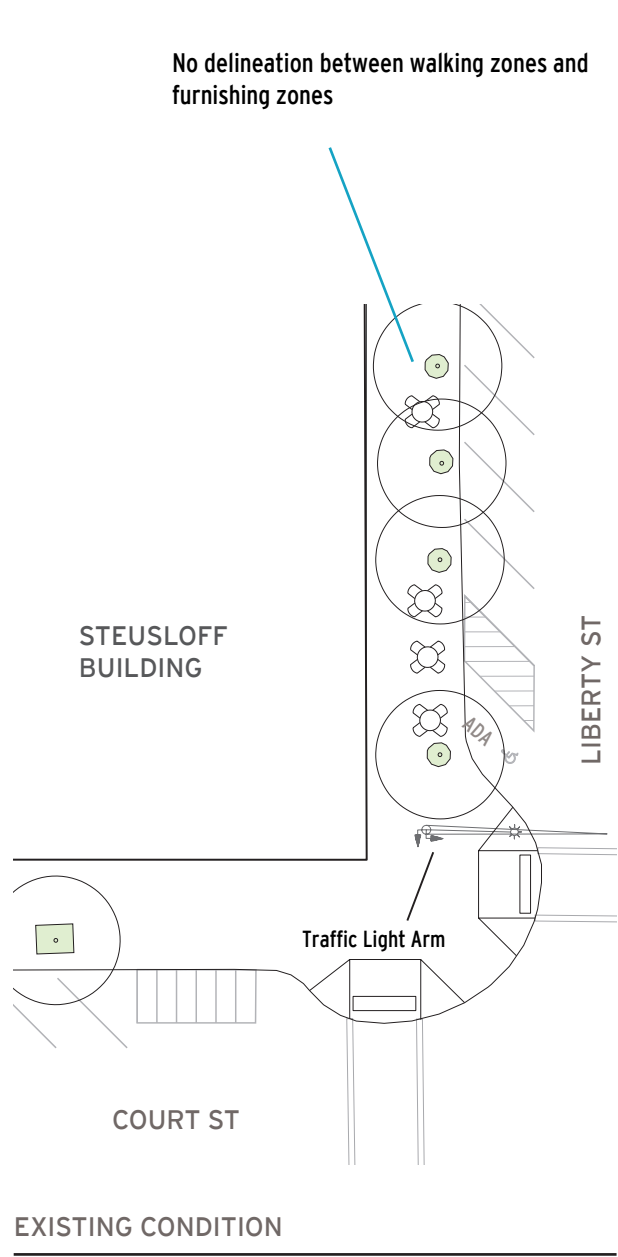 No delineation between walking zones and
furnishing zones
STEUSLOFF
BUILDING
LIBERTY ST
ADA
Traffic Light Arm
COURT ST
EXISTING CONDITION